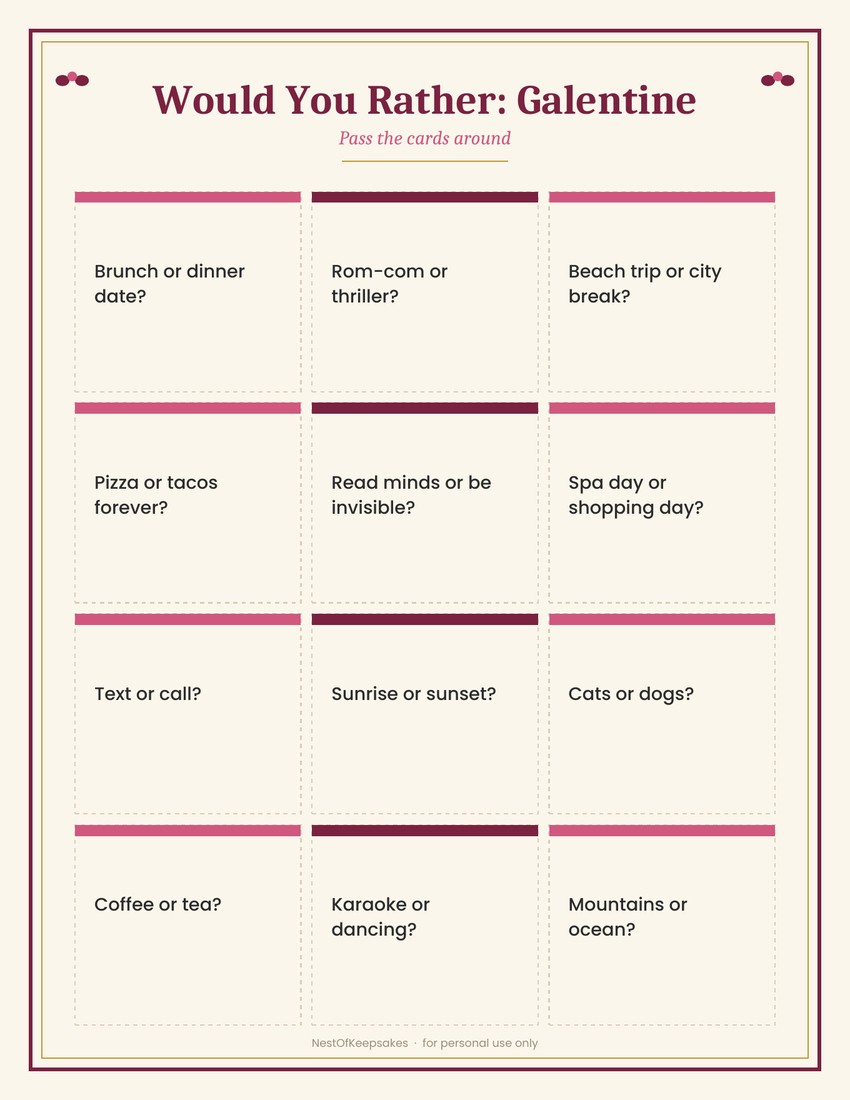 Would You Rather: Galentine
Pass the cards around
Brunch or dinner
date?
Rom-com or
thriller?
Beach trip or city
break?
Pizza or tacos
forever?
Read minds or be
invisible?
Spa day or
shopping day?
Text or call?
Sunrise or sunset?
Cats or dogs?
Coffee or tea?
Karaoke or
dancing?
Mountains or
ocean?
NestOfKeepsakes · for personal use only